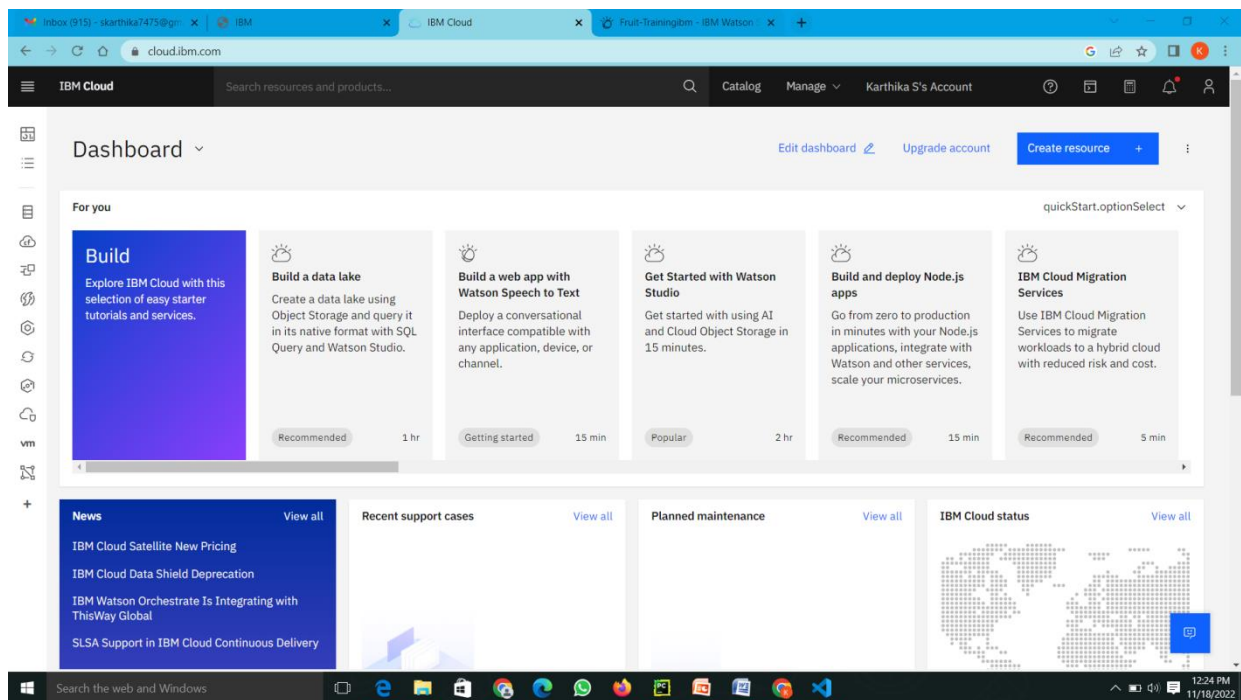 Inbox (915) - skarthika7475@gm
IBM
IBM Cloud
Fruit-Trainingibm - IBM Watson
cloud.ibm.com
G
K
IBM Cloud
Search resources and products...
Catalog
Manage
Karthika S's Account
Dashboard
Edit dashboard
Upgrade account
Create resource +
For you
quickStart.optionSelect
Build
Explore IBM Cloud with this
selection of easy starter
tutorials and services.
Build a data lake
Create a data lake using
Object Storage and query it
in its native format with SQL
Query and Watson Studio.
Recommended 1 hr
Build a web app with
Watson Speech to Text
Deploy a conversational
interface compatible with
any application, device, or
channel.
Getting started 15 min
Get Started with Watson
Studio
Get started with using AI
and Cloud Object Storage in
15 minutes.
Popular 2 hr
Build and deploy Node.js
apps
Go from zero to production
in minutes with your Node.js
applications, integrate with
Watson and other services,
scale your microservices.
Recommended 15 min
IBM Cloud Migration
Services
Use IBM Cloud Migration
Services to migrate
workloads to a hybrid cloud
with reduced risk and cost.
Recommended 5 min
vm
News View all
IBM Cloud Satellite New Pricing
IBM Cloud Data Shield Deprecation
IBM Watson Orchestrate Is Integrating with
ThisWay Global
SLSA Support in IBM Cloud Continuous Delivery
Recent support cases View all
Planned maintenance View all
IBM Cloud status View all
Search the web and Windows
12:24 PM
11/18/2022